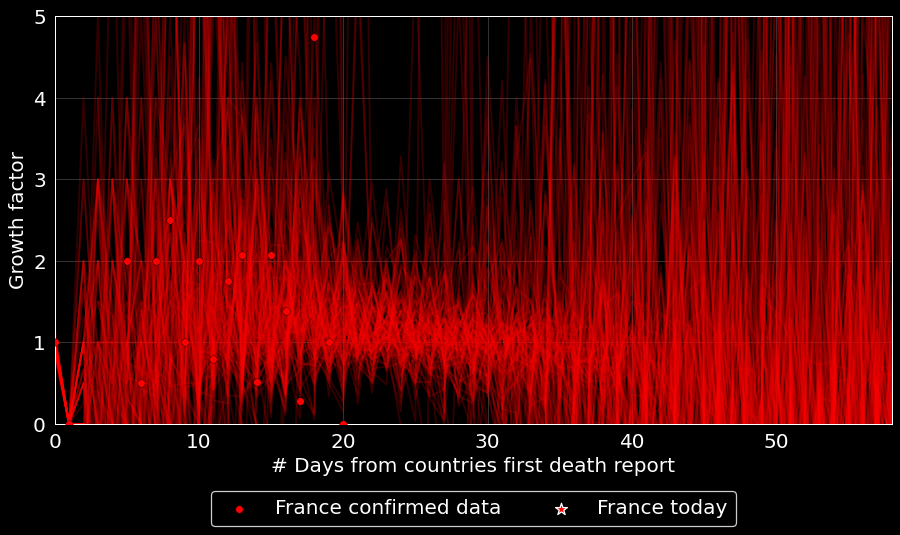 5
4
3
2
1
0
Growth factor
0 10 20 30 40 50
# Days from countries first death report
France confirmed data France today